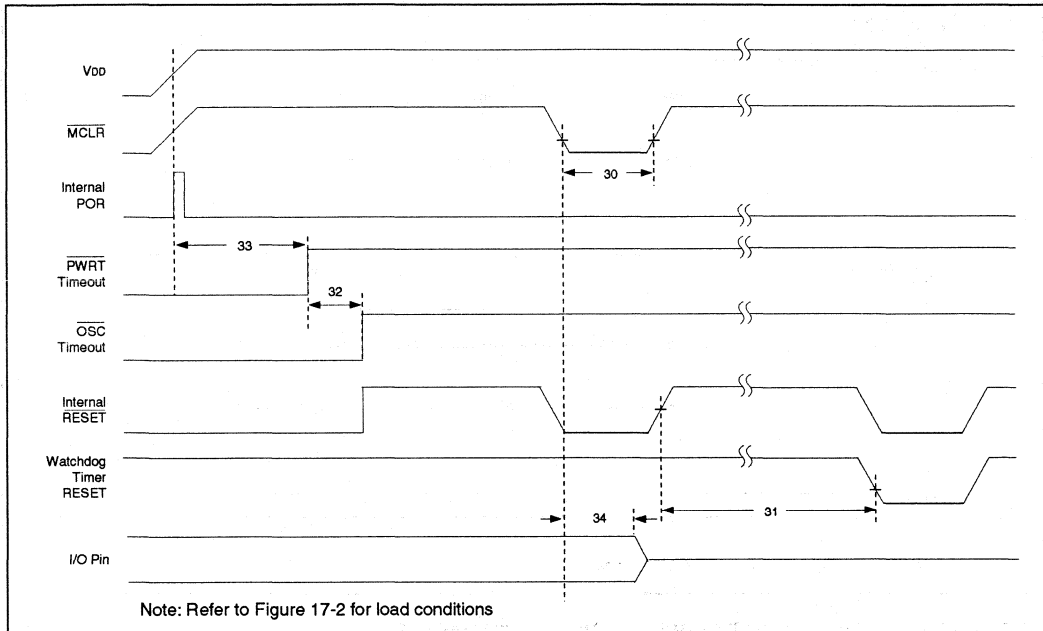 VDD
MCLR
30
Internal
POR
33
PWRT
Timeout
32
OSC
Timeout
Internal
RESET
Watchdog
Timer
RESET
31
34
I/O Pin
Note: Refer to Figure 17-2 for load conditions